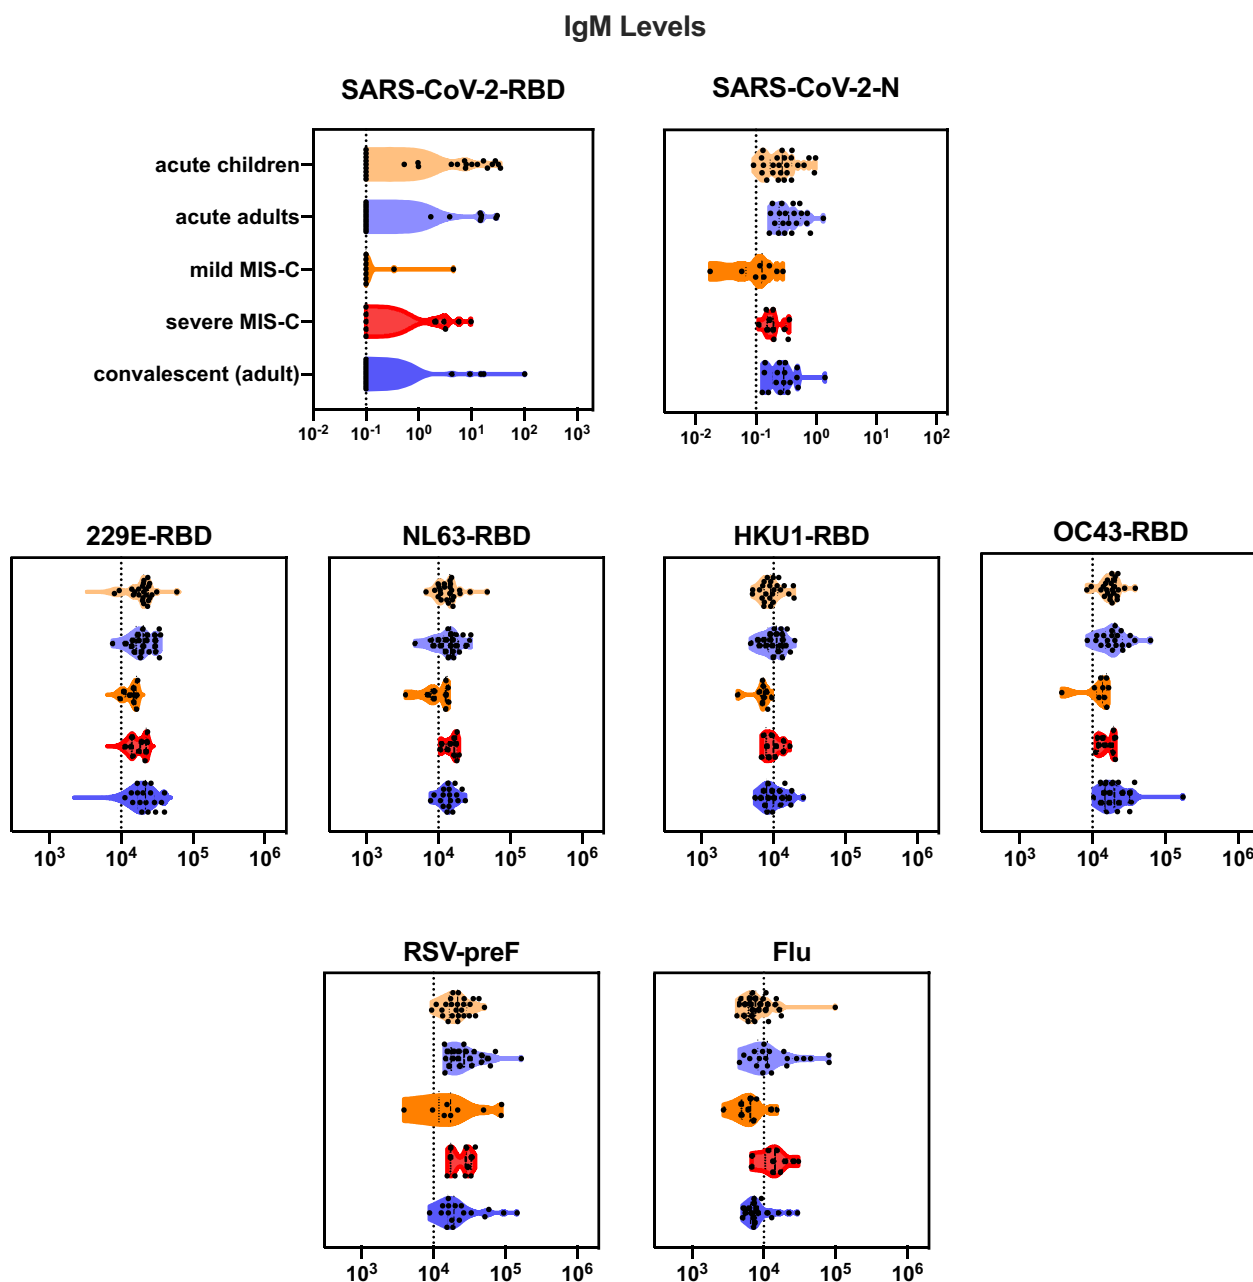 IgM Levels
SARS-CoV-2-RBD
SARS-CoV-2-N
acute children
acute adults
mild MIS-C
severe MIS-C
convalescent (adult)
10-2 10-1 100 101 102 103
10-2 10-1 100 101 102
229E-RBD
NL63-RBD
HKU1-RBD
OC43-RBD
103 104 105 106
103 104 105 106
103 104 105 106
103 104 105 106
RSV-preF
Flu
103 104 105 106
103 104 105 106